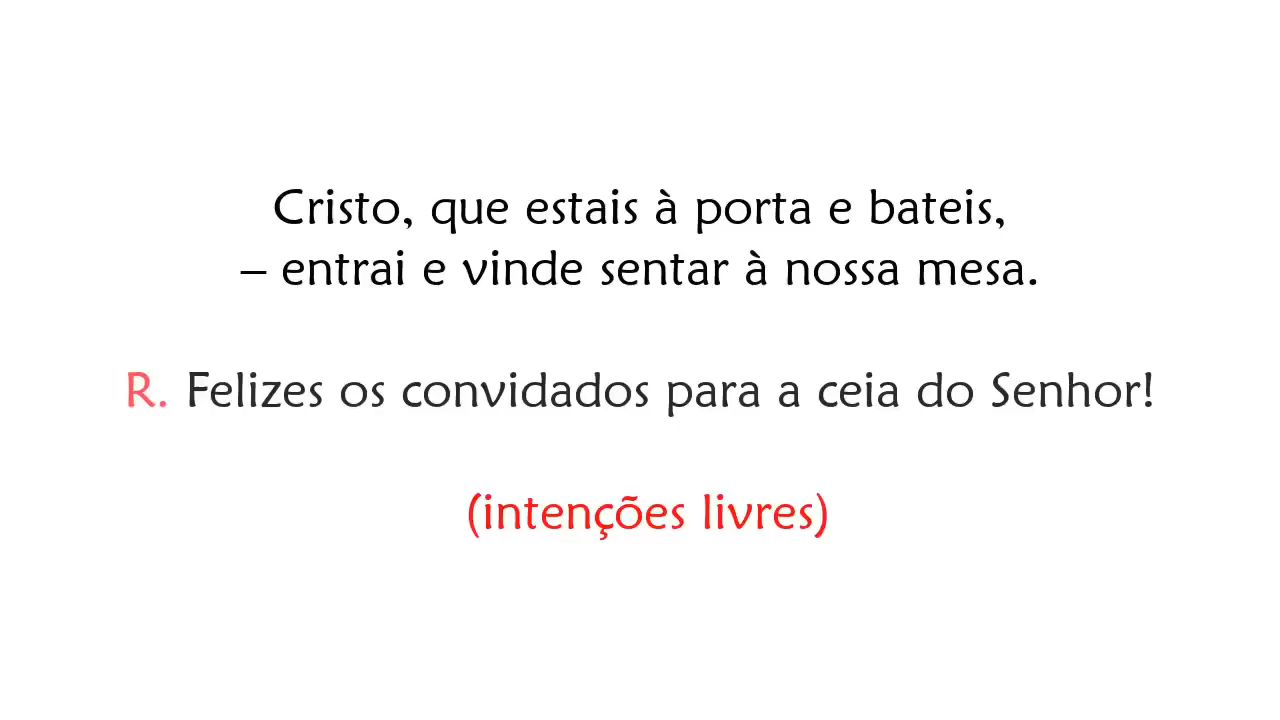 Cristo, que estais à porta e bateis,
– entrai e vinde sentar à nossa mesa.
R. Felizes os convidados para a ceia do Senhor!
(intenções livres)